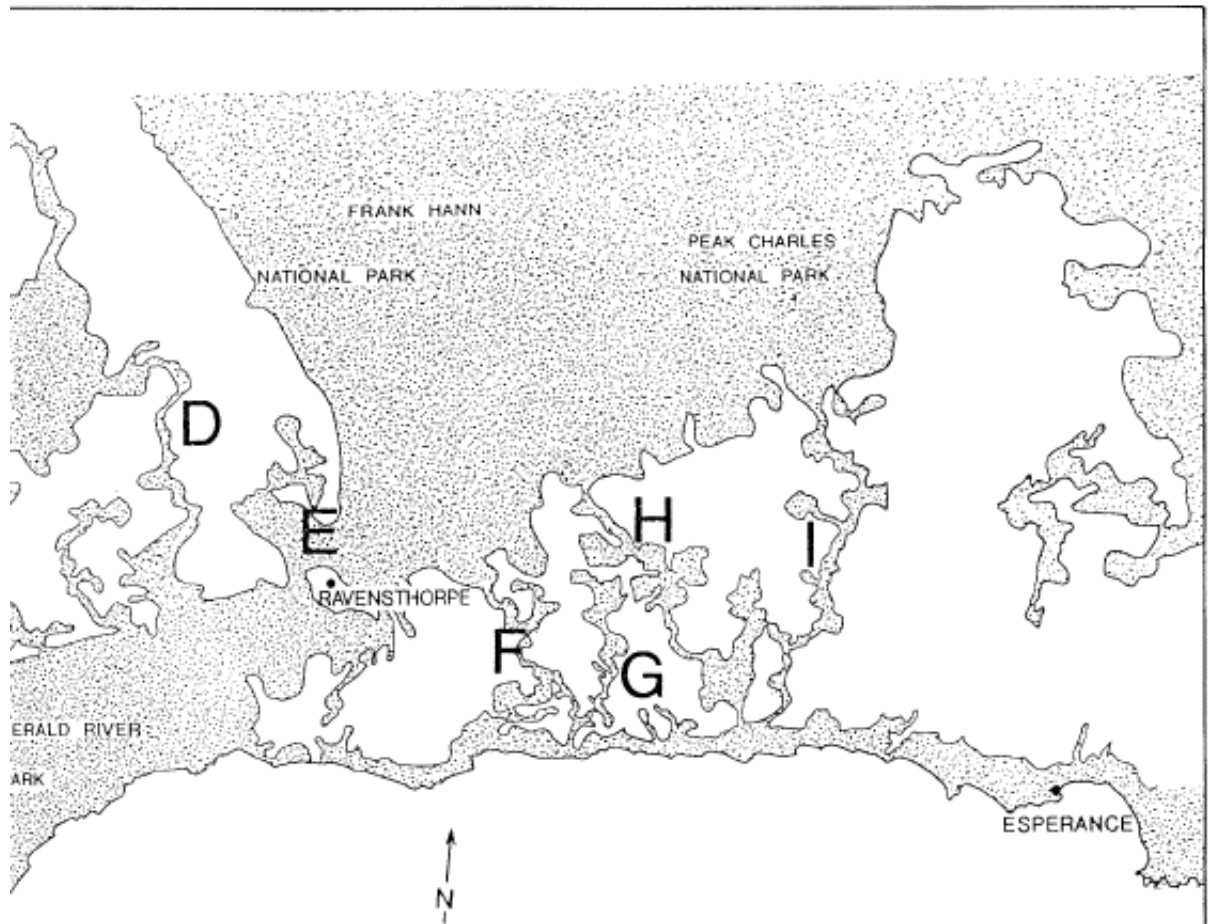 FRANK HANN
NATIONAL PARK
PEAK CHARLES
NATIONAL PARK
D
H
E
I
RAVENSTHORPE
F
G
ERALD RIVER
ARK
ESPERANCE
N